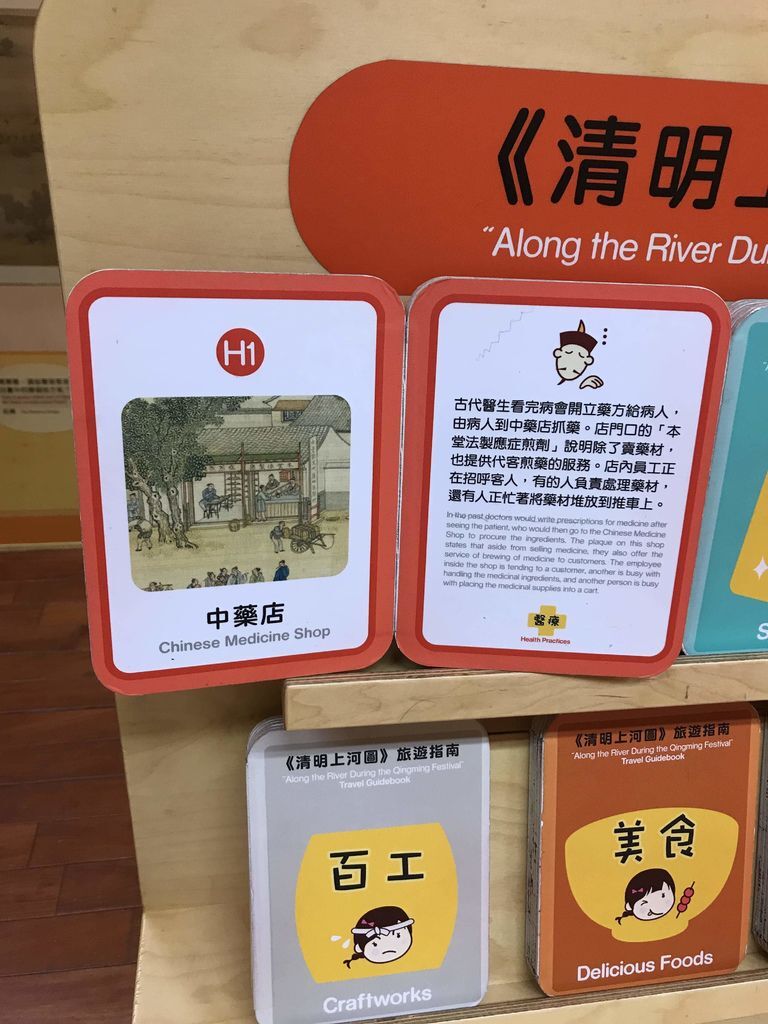 《清明上
"Along the River Du
H1
中藥店
Chinese Medicine Shop
古代醫生看完病會開立藥方給病人，
由病人到中藥店抓藥。店門口的「本
堂法製應症煎劑」說明除了賣藥材，
也提供代客煎藥的服務。店內員工正
在招呼客人，有的人負責處理藥材，
還有人正忙著將藥材堆放到推車上。
In the past doctors would write prescriptions for medicine after
seeing the patient, who would then go to the Chinese Medicine
Shop to procure the ingredients. The plaque on this shop
states that aside from selling medicine, they also offer the
service of brewing of medicine to customers. The employee
inside the shop is tending to a customer, another is busy with
handling the medicinal ingredients, and another person is busy
with placing the medicinal supplies into a cart.
醫療
Health Practices
S
《清明上河圖》旅遊指南
"Along the River During the Qingming Festival"
Travel Guidebook
百工
Craftworks
《清明上河圖》旅遊指南
"Along the River During the Qingming Festival"
Travel Guidebook
美食
Delicious Foods